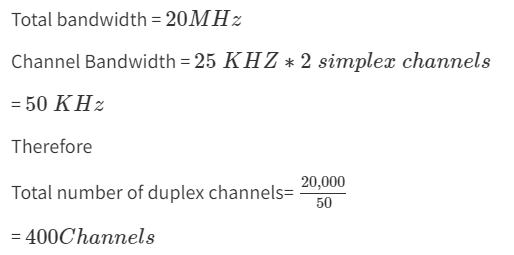 Total bandwidth = 20MHz
Channel Bandwidth = 25 KHZ * 2 simplex channels
= 50 KHz
Therefore
Total number of duplex channels= 20,000/50
= 400Channels